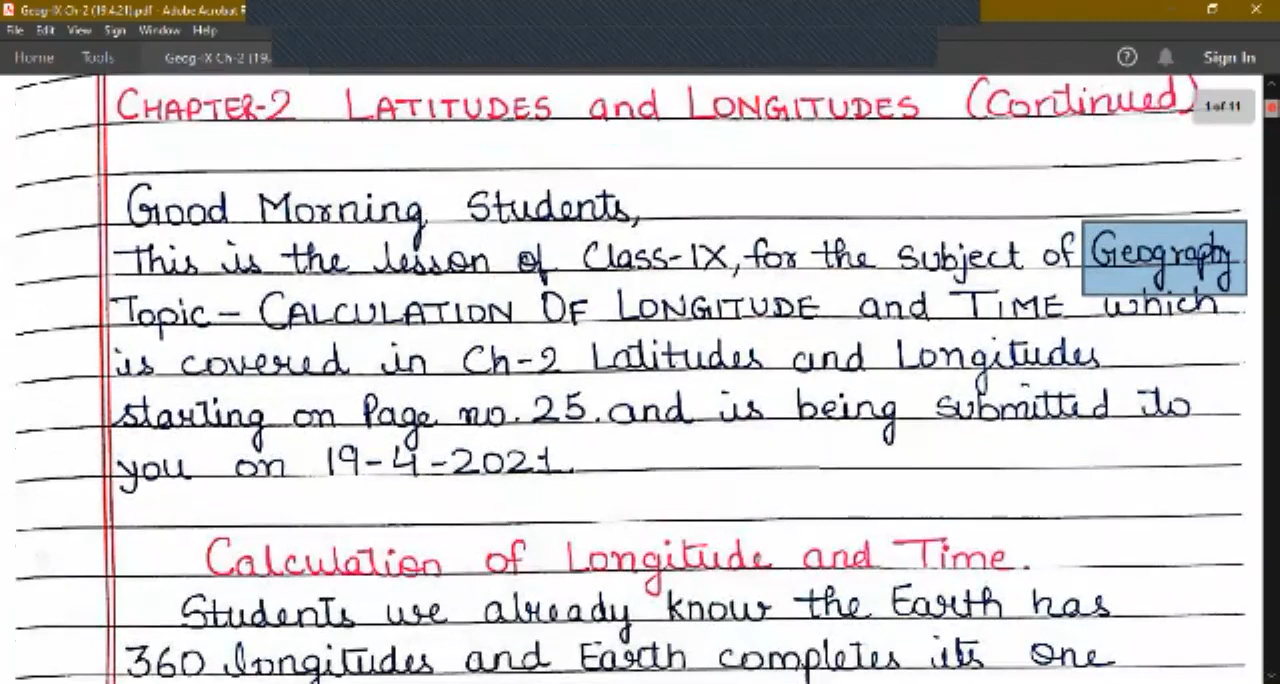 Geog-IX Ch-2 (19.4.21).pdf - Adobe Acrobat R
File Edit View Sign Window Help
Home Tools Geog-IX Ch-2 (19. Sign In
CHAPTER-2 LATITUDES and LONGITUDES (Continued)
1 of 11
Good Morning Students,
This is the lesson of Class-IX, for the subject of Geography
Topic - CALCULATION OF LONGITUDE and TIME which
is covered in Ch-2 Latitudes and Longitudes
starting on Page no. 25. and is being submitted to
you on 19-4-2021.
Calculation of Longitude and Time.
Students we already know the Earth has
360 longitudes and Earth completes its one